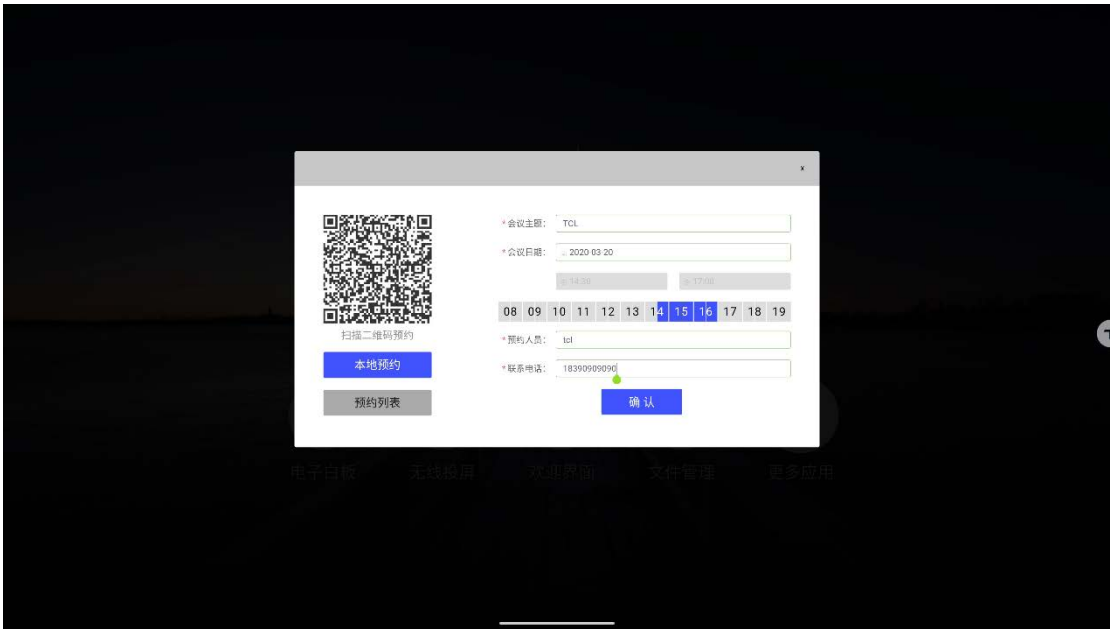 x
*会议主题: TCL
*会议日期: 2020-03-20
14:30 17:00
08 09 10 11 12 13 14 15 16 17 18 19
扫描二维码预约
*预约人员: tcl
本地预约
*联系电话: 18390909090
预约列表
确认
电子白板 无线投屏 欢迎界面 文件管理 更多应用